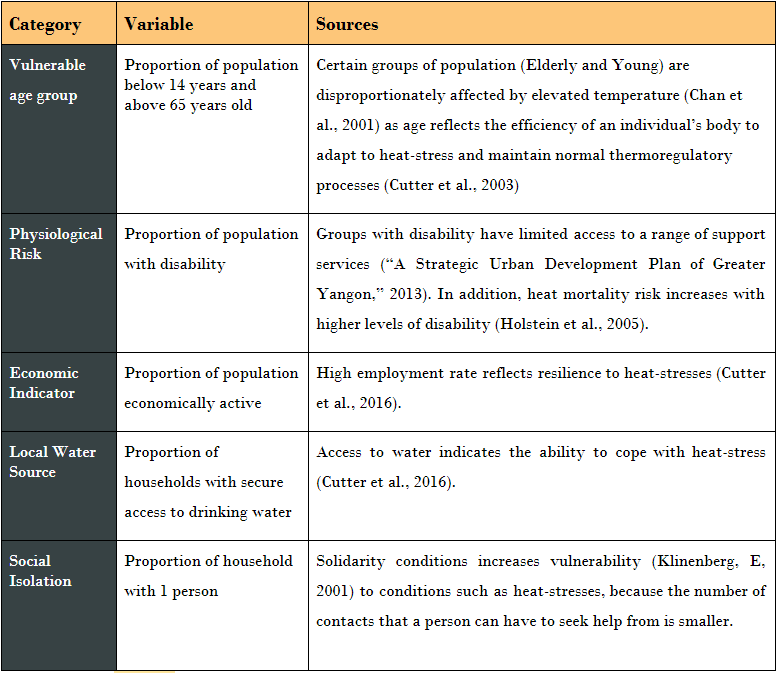 Category Variable Sources
Vulnerable
age group
Proportion of population
below 14 years and
above 65 years old
Certain groups of population (Elderly and Young) are
disproportionately affected by elevated temperature (Chan et
al., 2001) as age reflects the efficiency of an individual’s body to
adapt to heat-stress and maintain normal thermoregulatory
processes (Cutter et al., 2003)
Physiological
Risk
Proportion of population
with disability
Groups with disability have limited access to a range of support
services (“A Strategic Urban Development Plan of Greater
Yangon,” 2013). In addition, heat mortality risk increases with
higher levels of disability (Holstein et al., 2005).
Economic
Indicator
Proportion of population
economically active
High employment rate reflects resilience to heat-stresses (Cutter
et al., 2016).
Local Water
Source
Proportion of
households with secure
access to drinking water
Access to water indicates the ability to cope with heat-stress
(Cutter et al., 2016).
Social
Isolation
Proportion of household
with 1 person
Solidarity conditions increases vulnerability (Klinenberg, E,
2001) to conditions such as heat-stresses, because the number of
contacts that a person can have to seek help from is smaller.